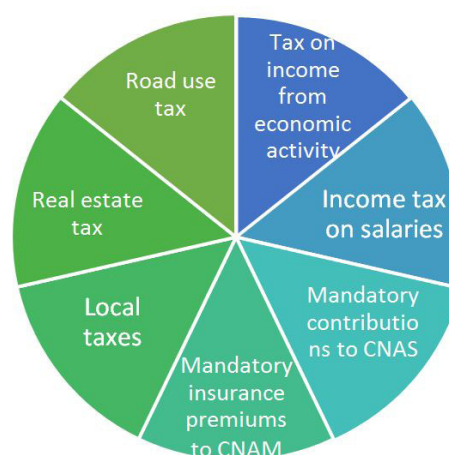 Tax on
income
from
economic
activity
Income tax
on salaries
Mandatory
contributio
ns to CNAS
Mandatory
insurance
premiums
to CNAM
Local
taxes
Real estate
tax
Road use
tax